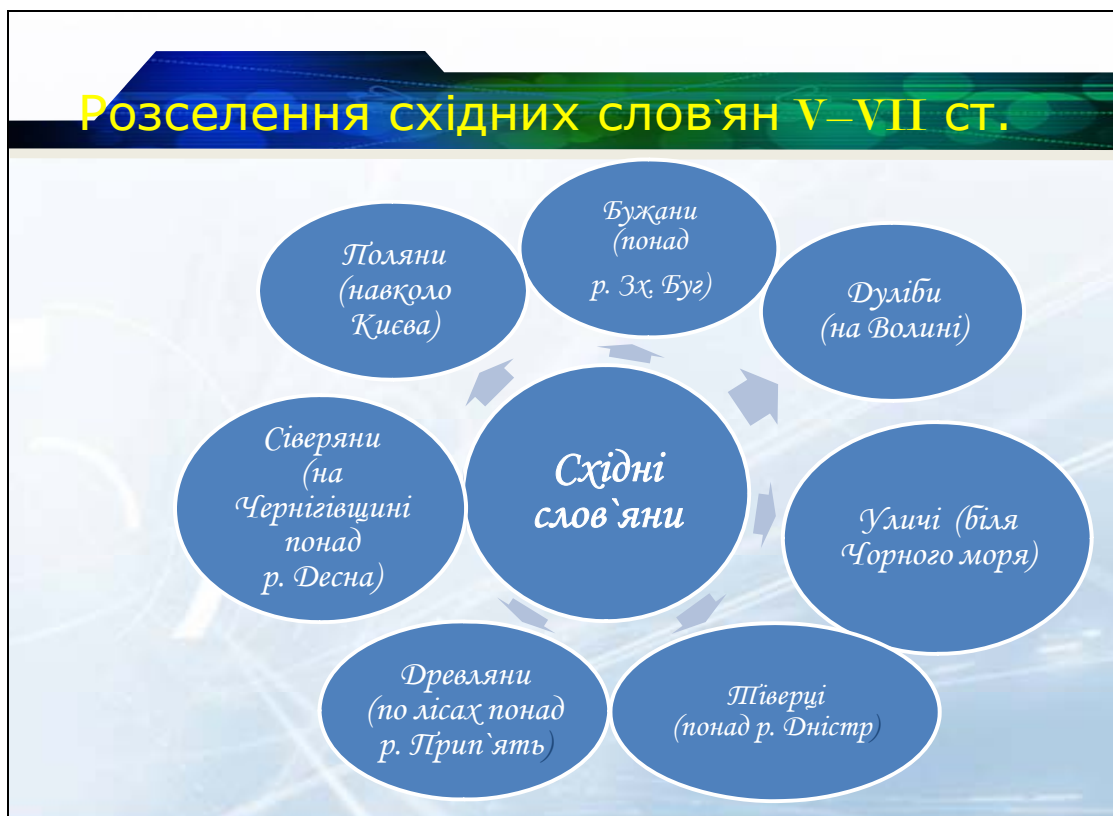 Розселення східних слов`ян V–VII ст.
Бужани
(понад
р. Зх. Буг)
Поляни
(навколо
Києва)
Дуліби
(на Волині)
Сіверяни
(на
Чернігівщині
понад
р. Десна)
Східні
слов`яни
Уличі (біля
Чорного моря)
Древляни
(по лісах понад
р. Прип`ять)
Тіверці
(понад р. Дністр)